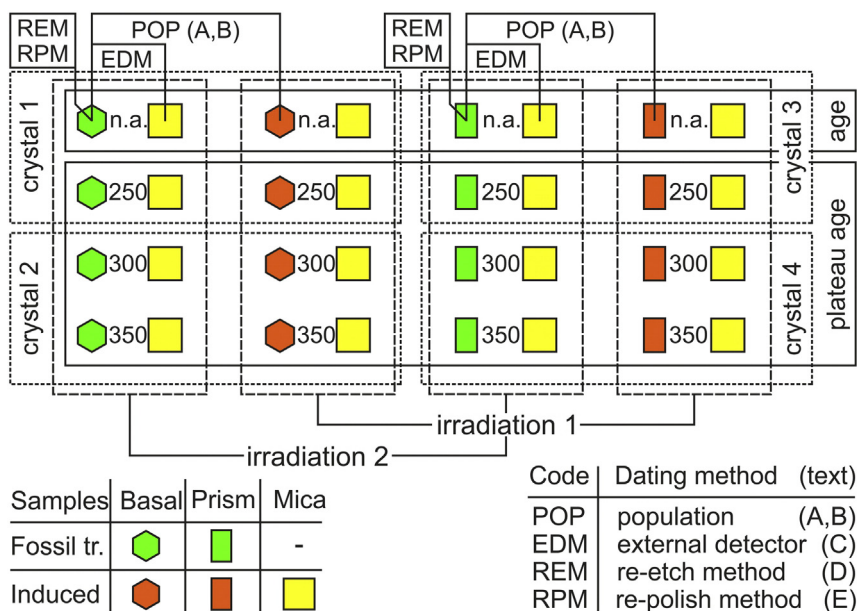 REM POP (A,B) REM POP (A,B)
RPM EDM RPM EDM
crystal 1 n.a. n.a. n.a. n.a. crystal 3 age
250 250 250 250
crystal 2 300 300 300 300 crystal 4 plateau age
350 350 350 350
irradiation 1
irradiation 2
Samples Basal Prism Mica
Fossil tr. -
Induced
Code Dating method (text)
POP population (A,B)
EDM external detector (C)
REM re-etch method (D)
RPM re-polish method (E)